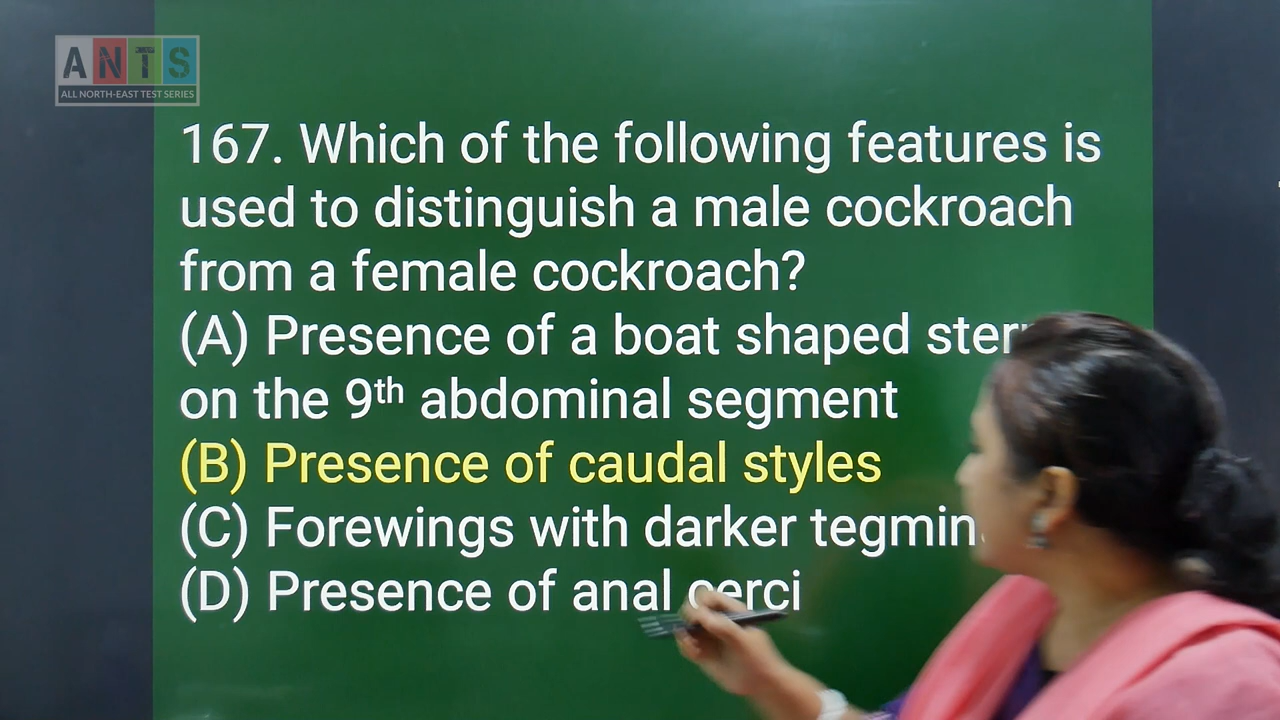 ANTS
ALL NORTH-EAST TEST SERIES
167. Which of the following features is
used to distinguish a male cockroach
from a female cockroach?
(A) Presence of a boat shaped
on the 9th abdominal segment
(B) Presence of caudal styles
(C) Forewings with darker
(D) Presence of anal cerci